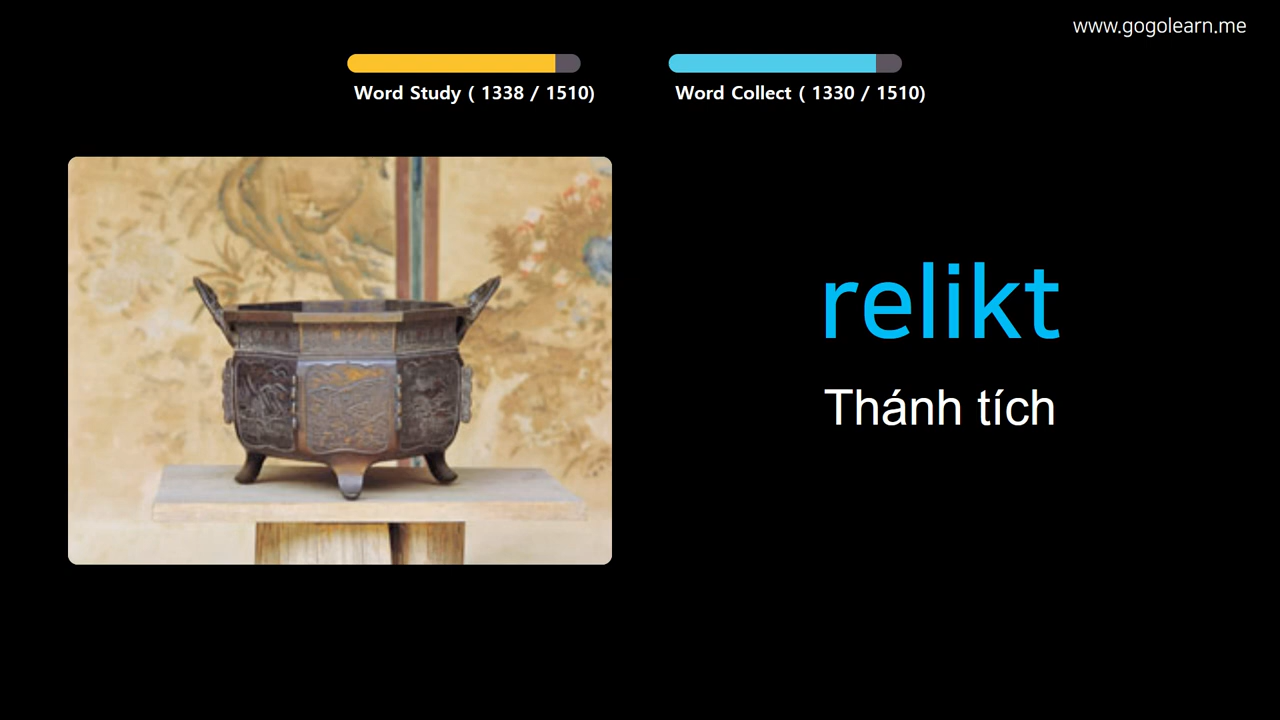 www.gogolearn.me
Word Study ( 1338 / 1510)
Word Collect ( 1330 / 1510)
relikt
Thánh tích